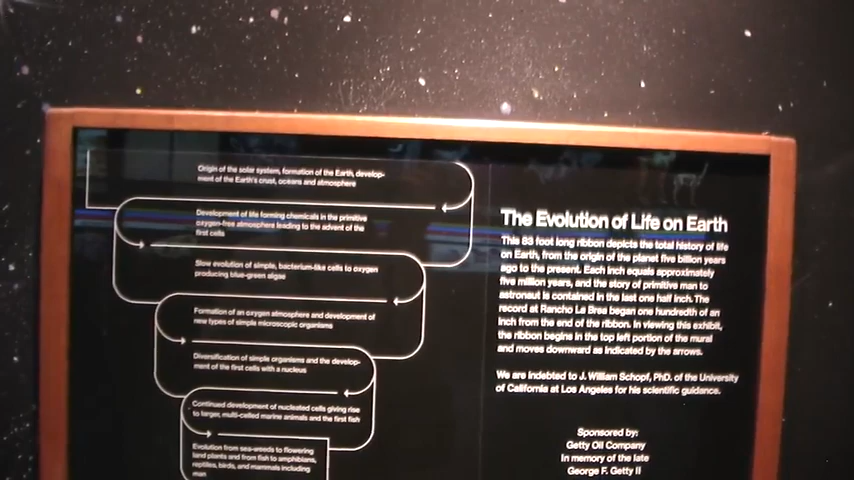 Origin of the solar system, formation of the Earth, develop-
ment of the Earth's crust, oceans and atmosphere
Development of life forming chemicals in the primitive
oxygen-free atmosphere leading to the advent of the
first cells
Slow evolution of simple, bacterium-like cells to oxygen
producing blue-green algae
Formation of an oxygen atmosphere and development of
new types of simple microscopic organisms
Diversification of simple organisms and the develop-
ment of the first cells with a nucleus
Continued development of nucleated cells giving rise
to larger, multi-celled marine animals and the first fish
Evolution from sea-weeds to flowering
land plants and from fish to amphibians,
reptiles, birds, and mammals including
man
The Evolution of Life on Earth
This 83 foot long ribbon depicts the total history of life
on Earth, from the origin of the planet five billion years
ago to the present. Each inch equals approximately
five million years, and the story of primitive man to
astronaut is contained in the last one half inch. The
record at Rancho La Brea began one hundredth of an
inch from the end of the ribbon. In viewing this exhibit,
the ribbon begins in the top left portion of the mural
and moves downward as indicated by the arrows.
We are indebted to J. William Schopf, PhD. of the University
of California at Los Angeles for his scientific guidance.
Sponsored by:
Getty Oil Company
In memory of the late
George F. Getty II